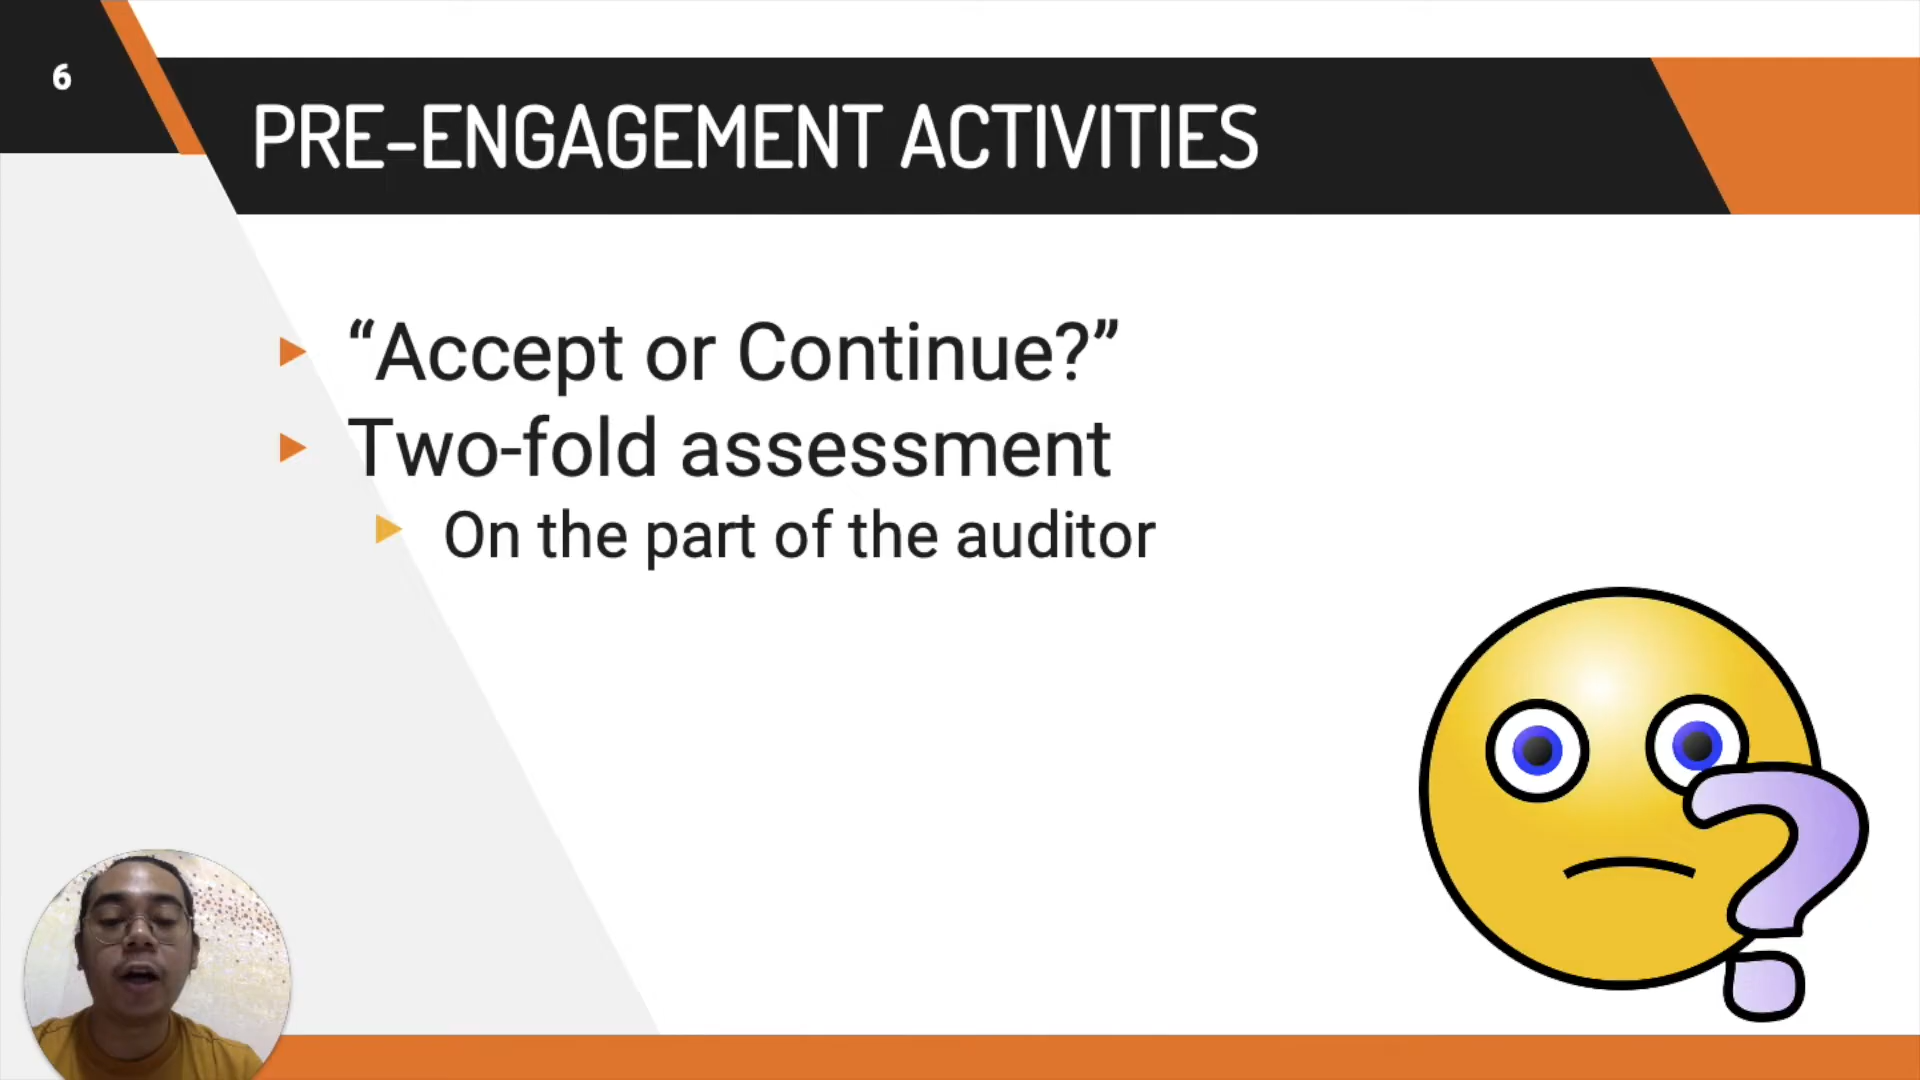 6
PRE-ENGAGEMENT ACTIVITIES
“Accept or Continue?”
Two-fold assessment
On the part of the auditor
?